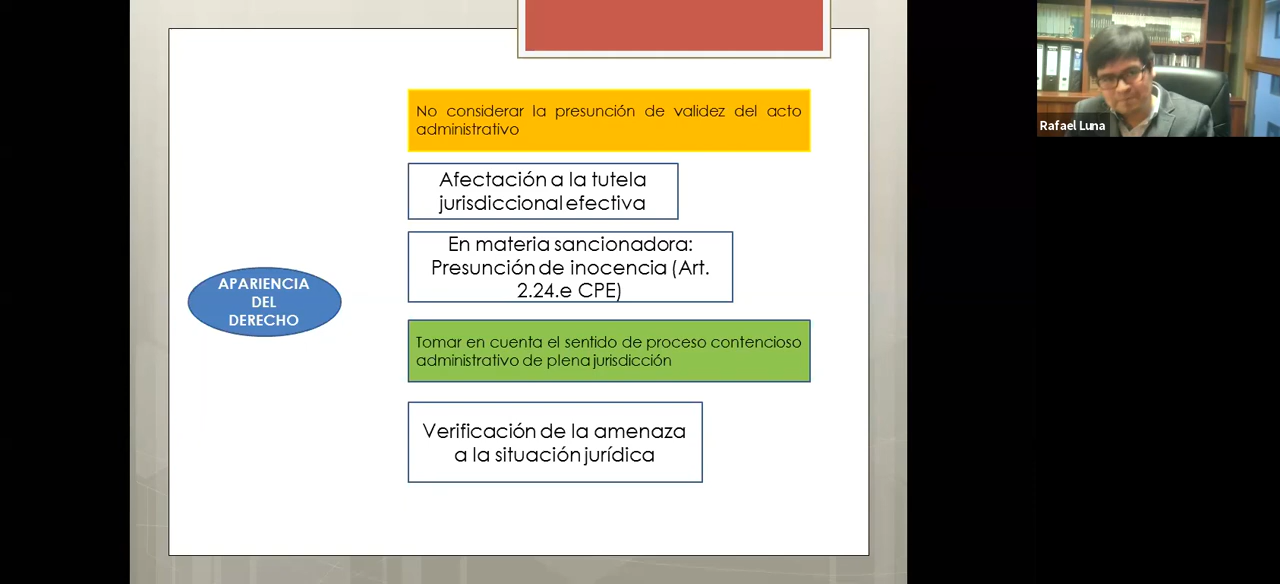 No considerar la presunción de validez del acto
administrativo
Afectación a la tutela
jurisdiccional efectiva
En materia sancionadora:
Presunción de inocencia (Art.
2.24.e CPE)
APARIENCIA
DEL
DERECHO
Tomar en cuenta el sentido de proceso contencioso
administrativo de plena jurisdicción
Verificación de la amenaza
a la situación jurídica
Rafael Luna